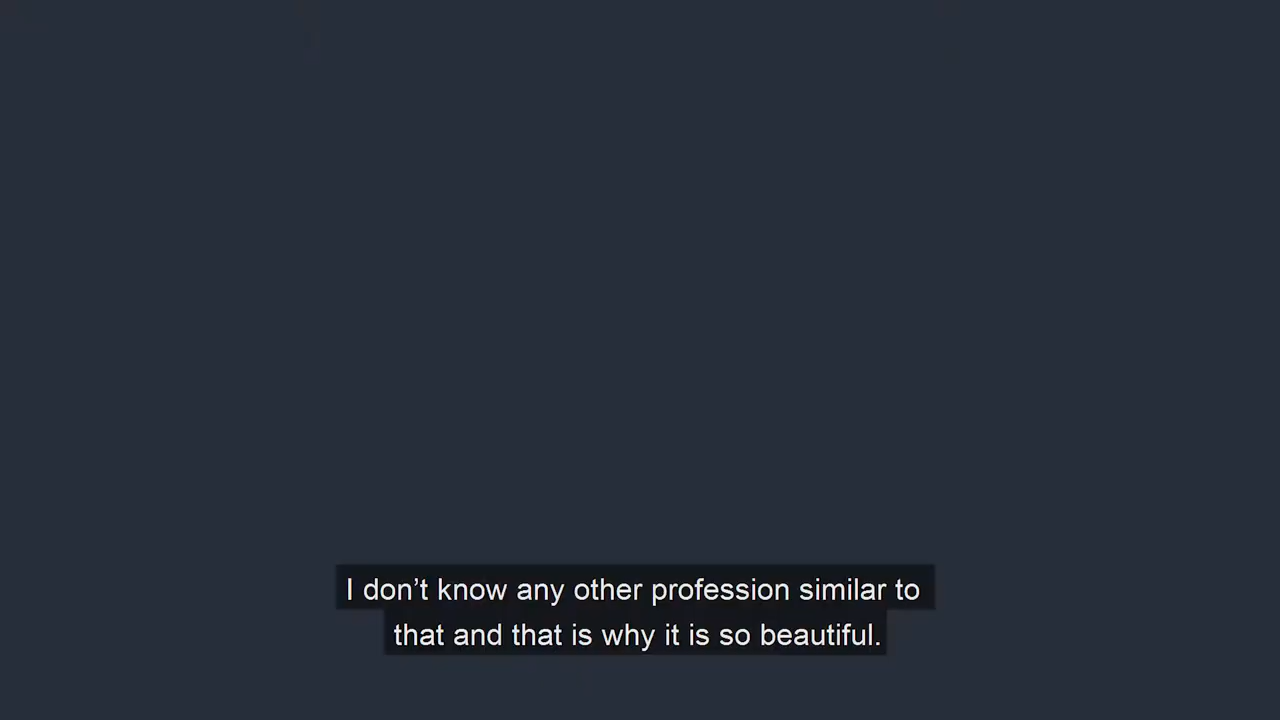 I don’t know any other profession similar to
that and that is why it is so beautiful.